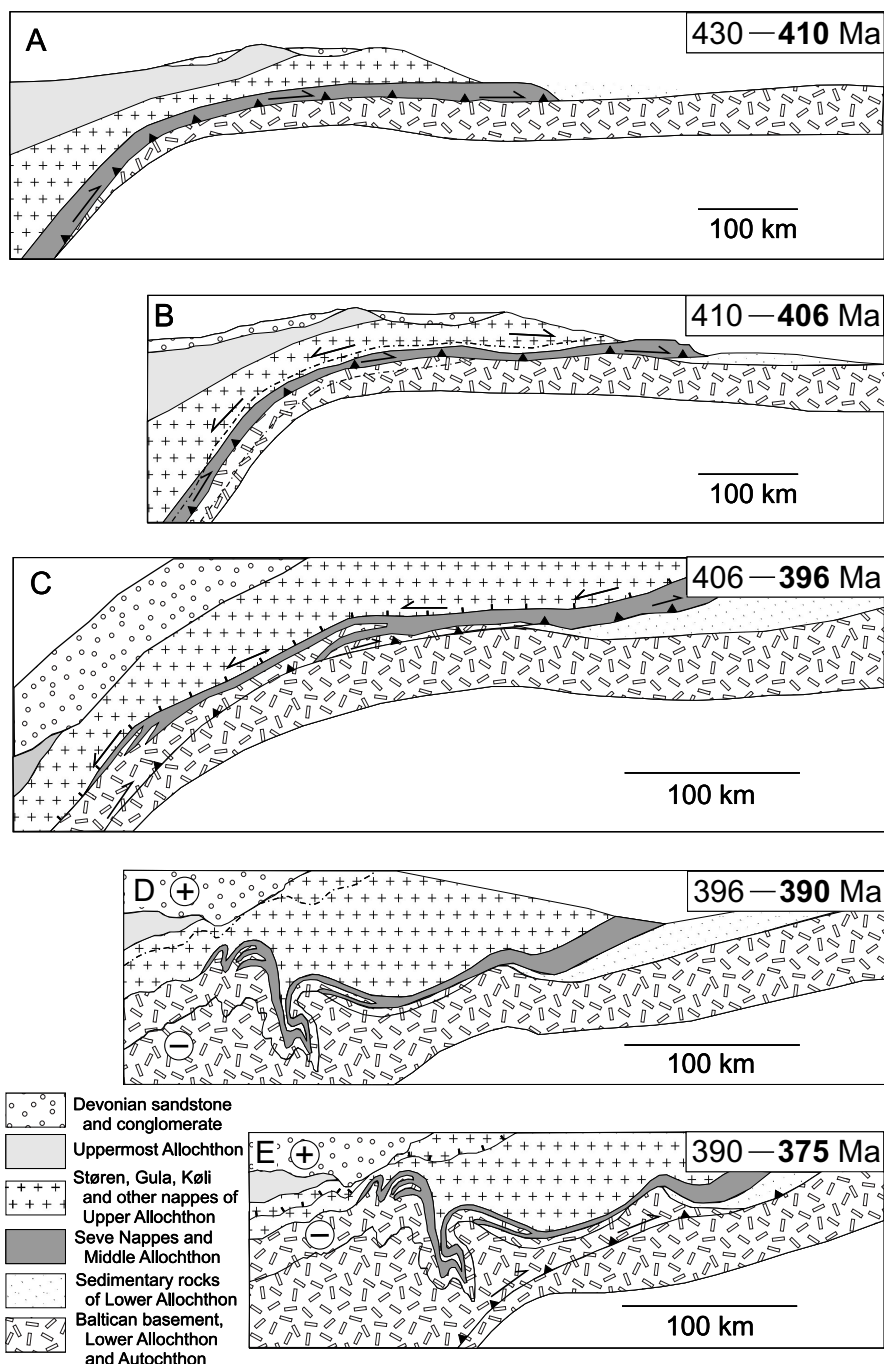 A
430—410 Ma
100 km
B
410—406 Ma
100 km
C
406—396 Ma
100 km
D
+
396—390 Ma
−
100 km
Devonian sandstone
and conglomerate
Uppermost Allochthon
Støren, Gula, Køli
and other nappes of
Upper Allochthon
Seve Nappes and
Middle Allochthon
Sedimentary rocks
of Lower Allochthon
Baltican basement,
Lower Allochthon
and Autochthon
E
+
390—375 Ma
−
100 km